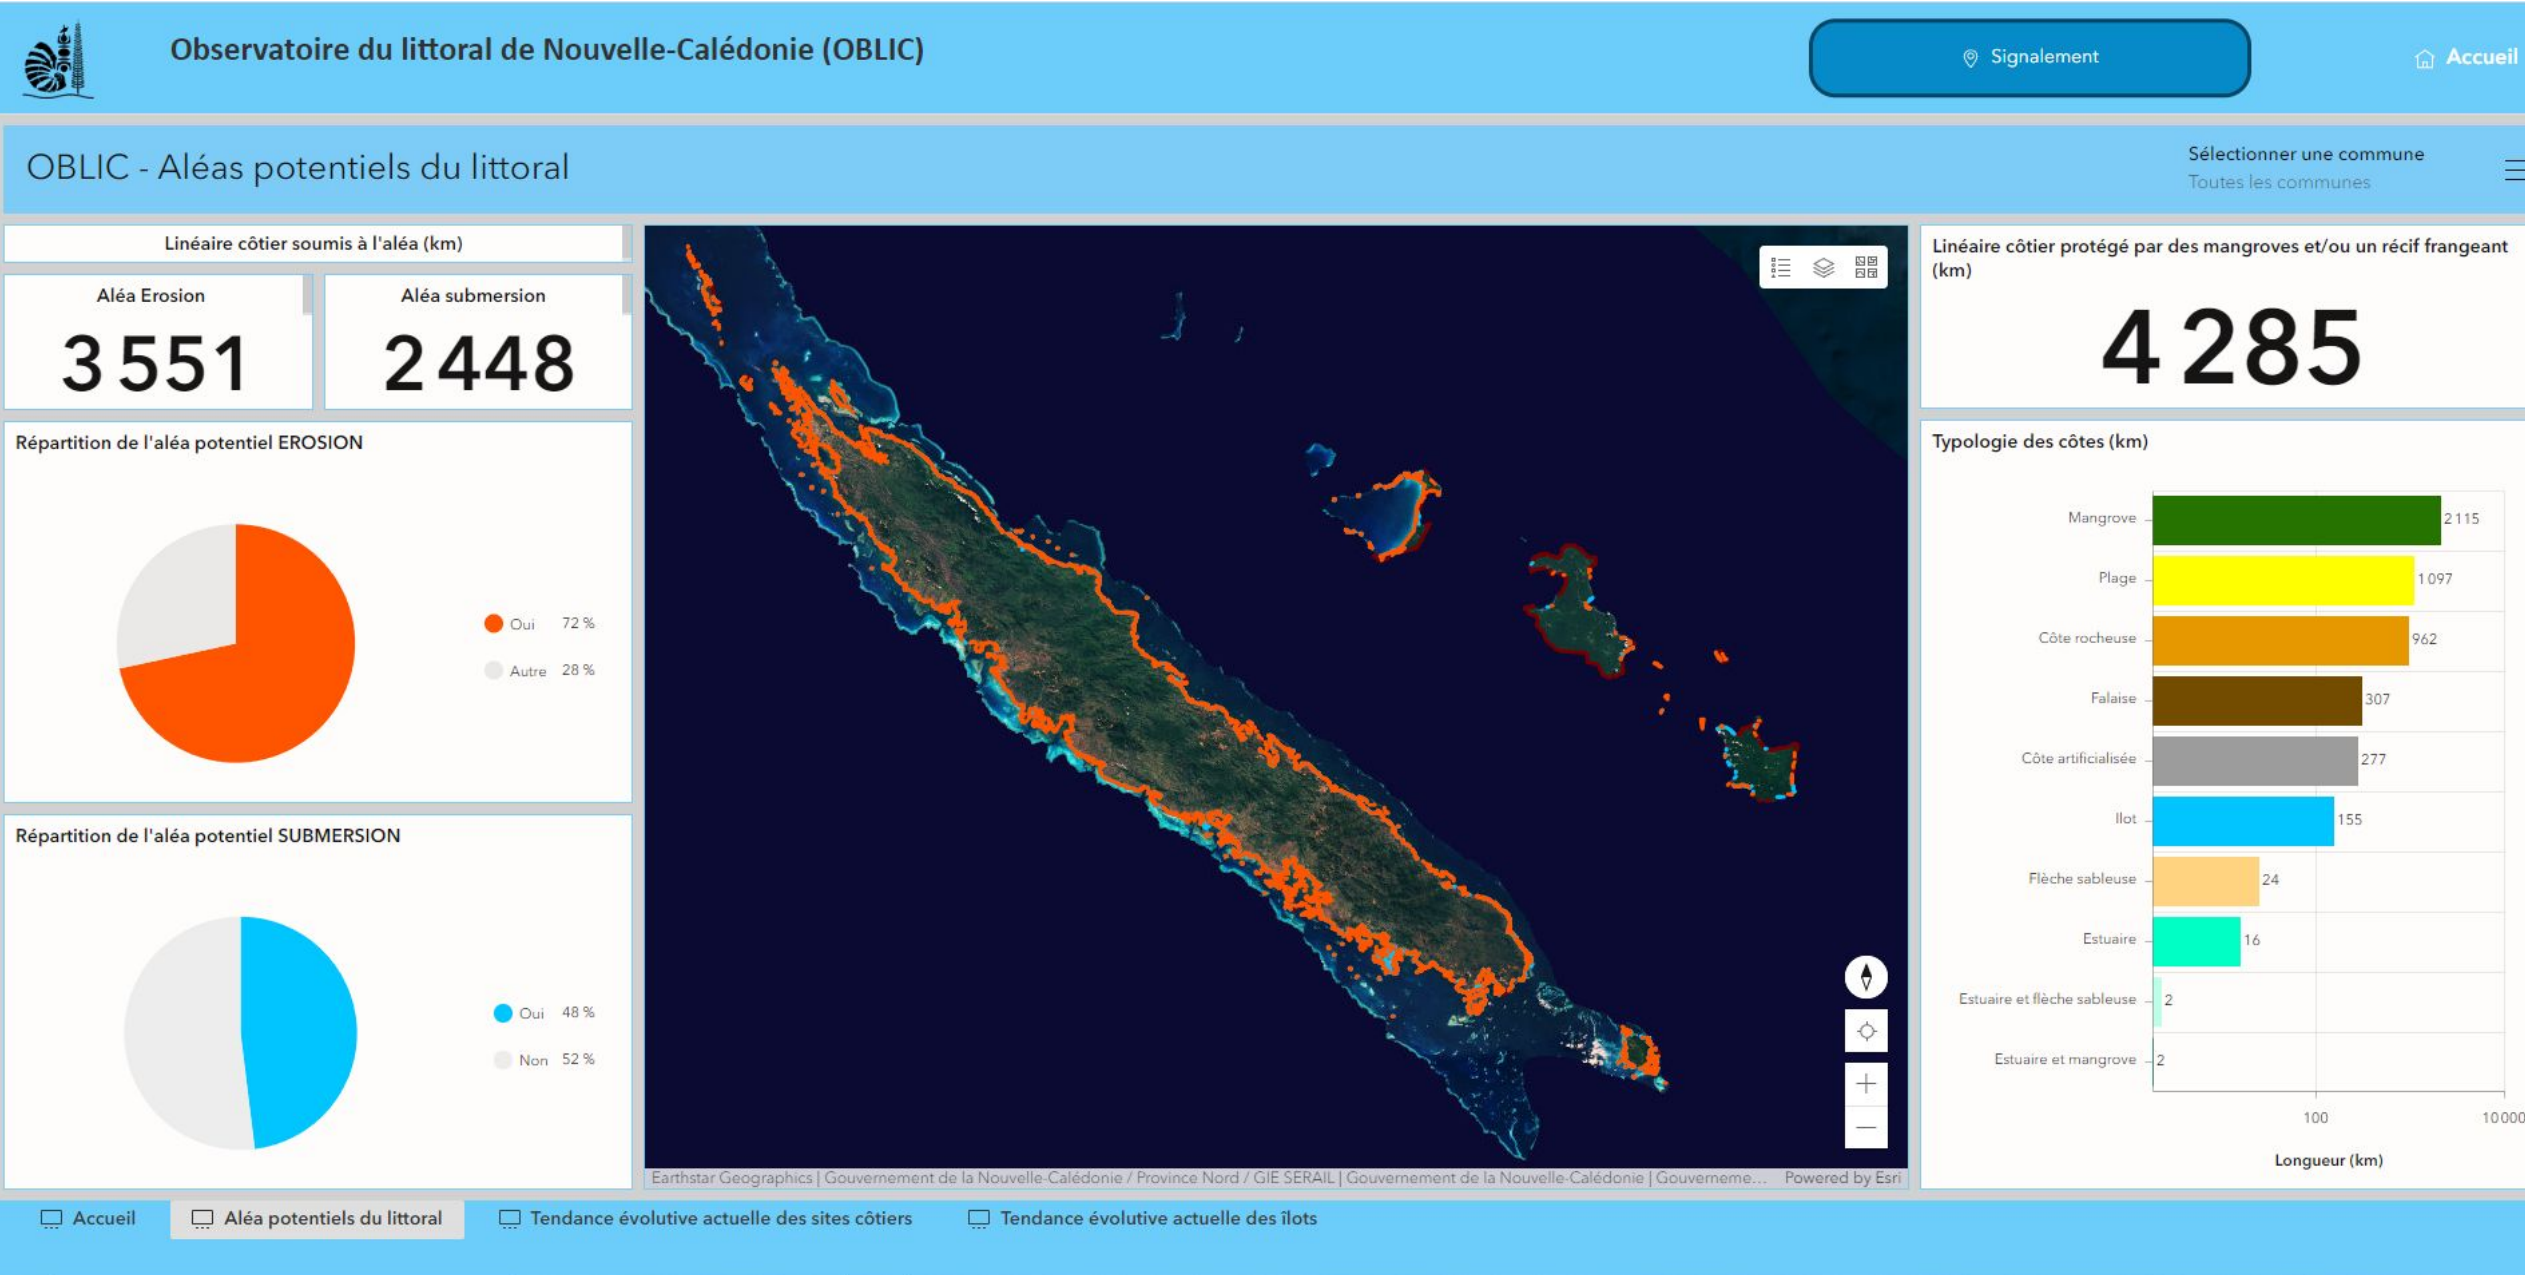 Observatoire du littoral de Nouvelle-Calédonie (OBLIC)
Signalement
Accueil
OBLIC - Aléas potentiels du littoral
Sélectionner une commune
Toutes les communes
Linéaire côtier soumis à l'aléa (km)
Aléa Erosion
3 551
Aléa submersion
2 448
Répartition de l'aléa potentiel EROSION
Oui 72 %
Autre 28 %
Répartition de l'aléa potentiel SUBMERSION
Oui 48 %
Non 52 %
Earthstar Geographics | Gouvernement de la Nouvelle-Calédonie / Province Nord / GIE SERAIL | Gouvernement de la Nouvelle-Calédonie | Gouverneme... Powered by Esri
Linéaire côtier protégé par des mangroves et/ou un récif frangeant
(km)
4 285
Typologie des côtes (km)
Mangrove 2 115
Plage 1 097
Côte rocheuse 962
Falaise 307
Côte artificialisée 277
Ilot 155
Flèche sableuse 24
Estuaire 16
Estuaire et flèche sableuse 2
Estuaire et mangrove 2
100 10 000
Longueur (km)
Accueil
Aléa potentiels du littoral
Tendance évolutive actuelle des sites côtiers
Tendance évolutive actuelle des îlots